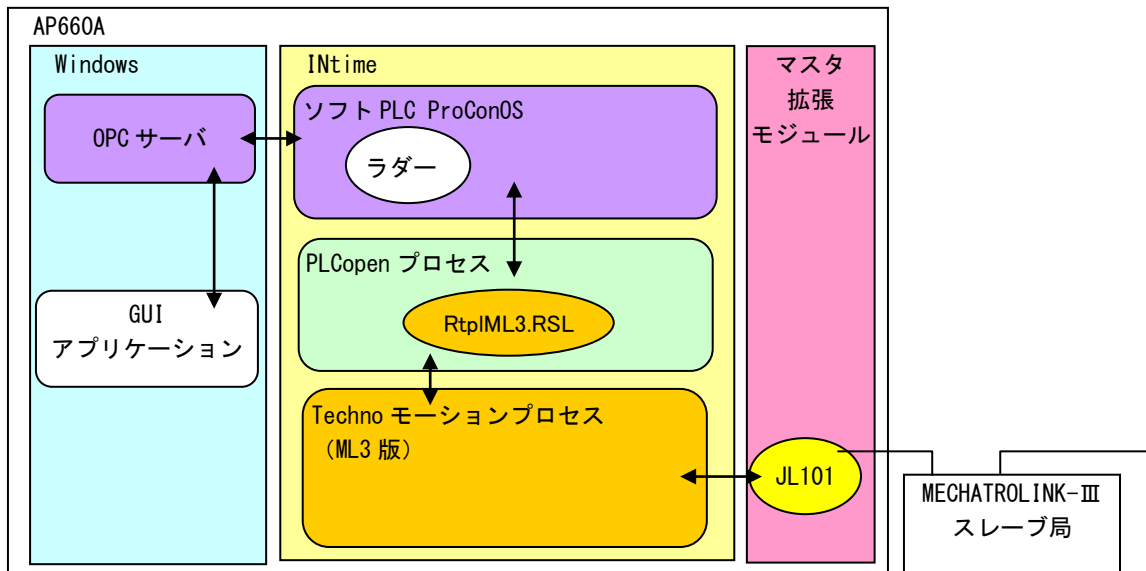 AP660A
Windows
OPC サーバ
GUI
アプリケーション
INtime
ソフト PLC ProConOS
ラダー
PLCopen プロセス
RtplML3.RSL
Techno モーションプロセス
（ML3 版）
マスタ
拡張
モジュール
JL101
MECHATROLINK-Ⅲ
スレーブ局